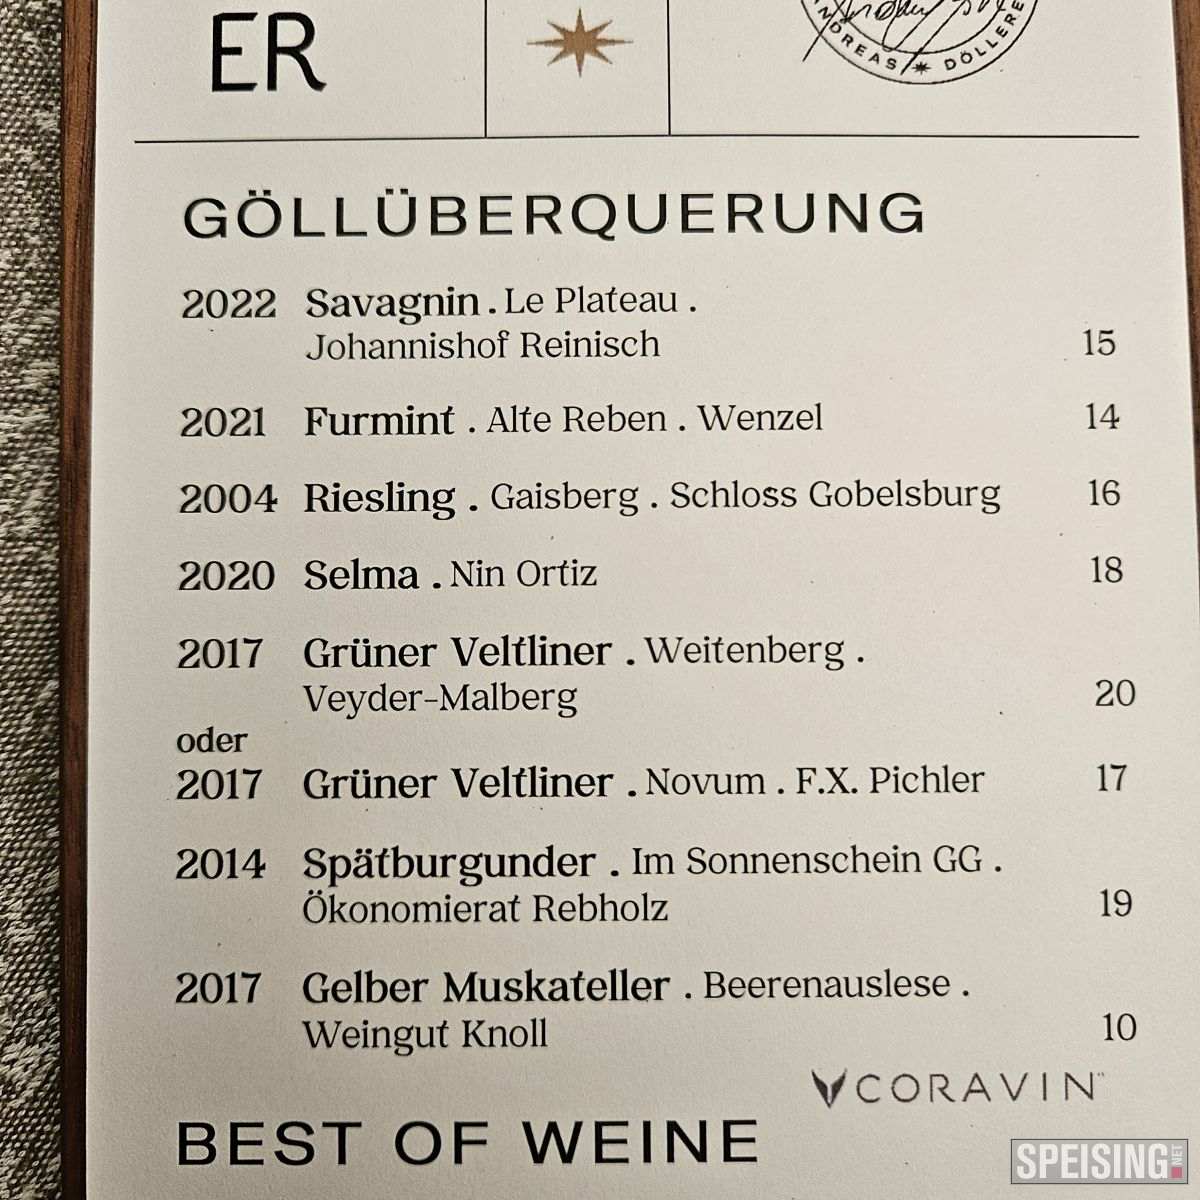 ER
ANDREAS ✴ DÖLLERE
GÖLLÜBERQUERUNG
2022 Savagnin . Le Plateau .
Johannishof Reinisch 15
2021 Furmint . Alte Reben . Wenzel 14
2004 Riesling . Gaisberg . Schloss Gobelsburg 16
2020 Selma . Nin Ortiz 18
2017 Grüner Veltliner . Weitenberg .
Veyder-Malberg 20
oder
2017 Grüner Veltliner . Novum . F.X. Pichler 17
2014 Spätburgunder . Im Sonnenschein GG .
Ökonomierat Rebholz 19
2017 Gelber Muskateller . Beerenauslese .
Weingut Knoll 10
CORAVIN™
BEST OF WEINE
SPEISING.NET